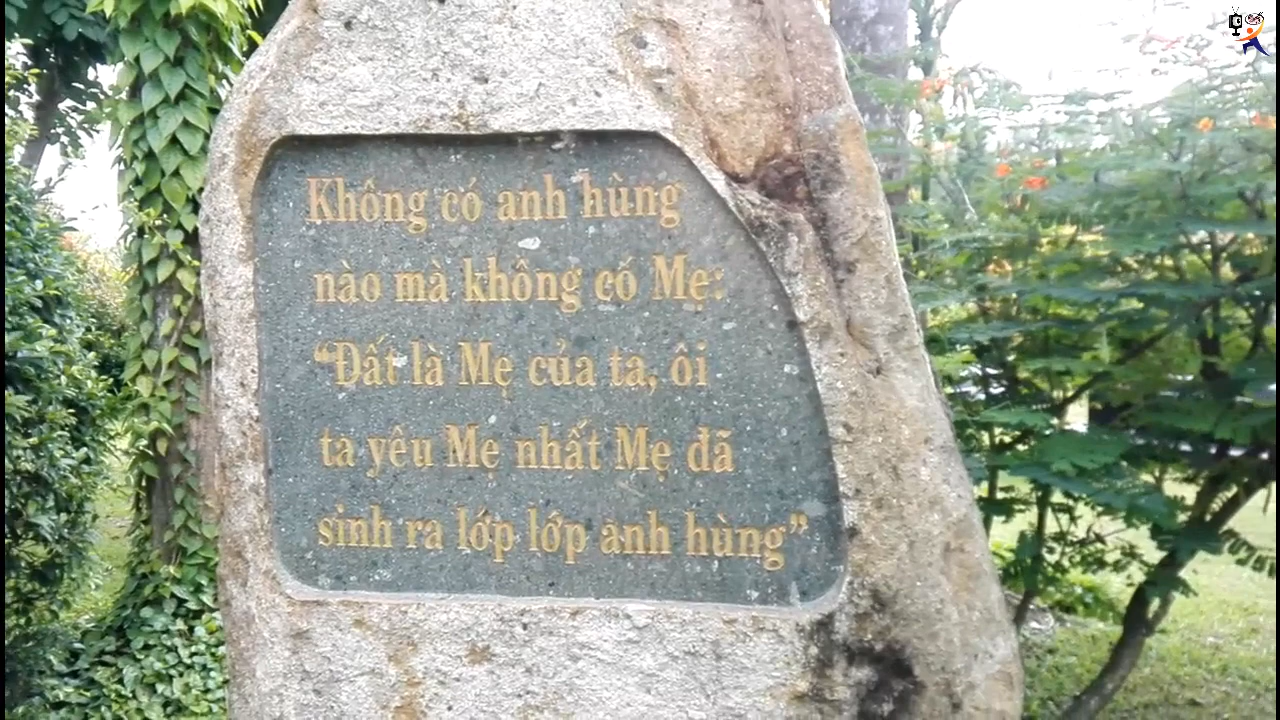 Không có anh hùng
nào mà không có Mẹ:
“Đất là Mẹ của ta, ôi
ta yêu Mẹ nhất Mẹ đã
sinh ra lớp lớp anh hùng”